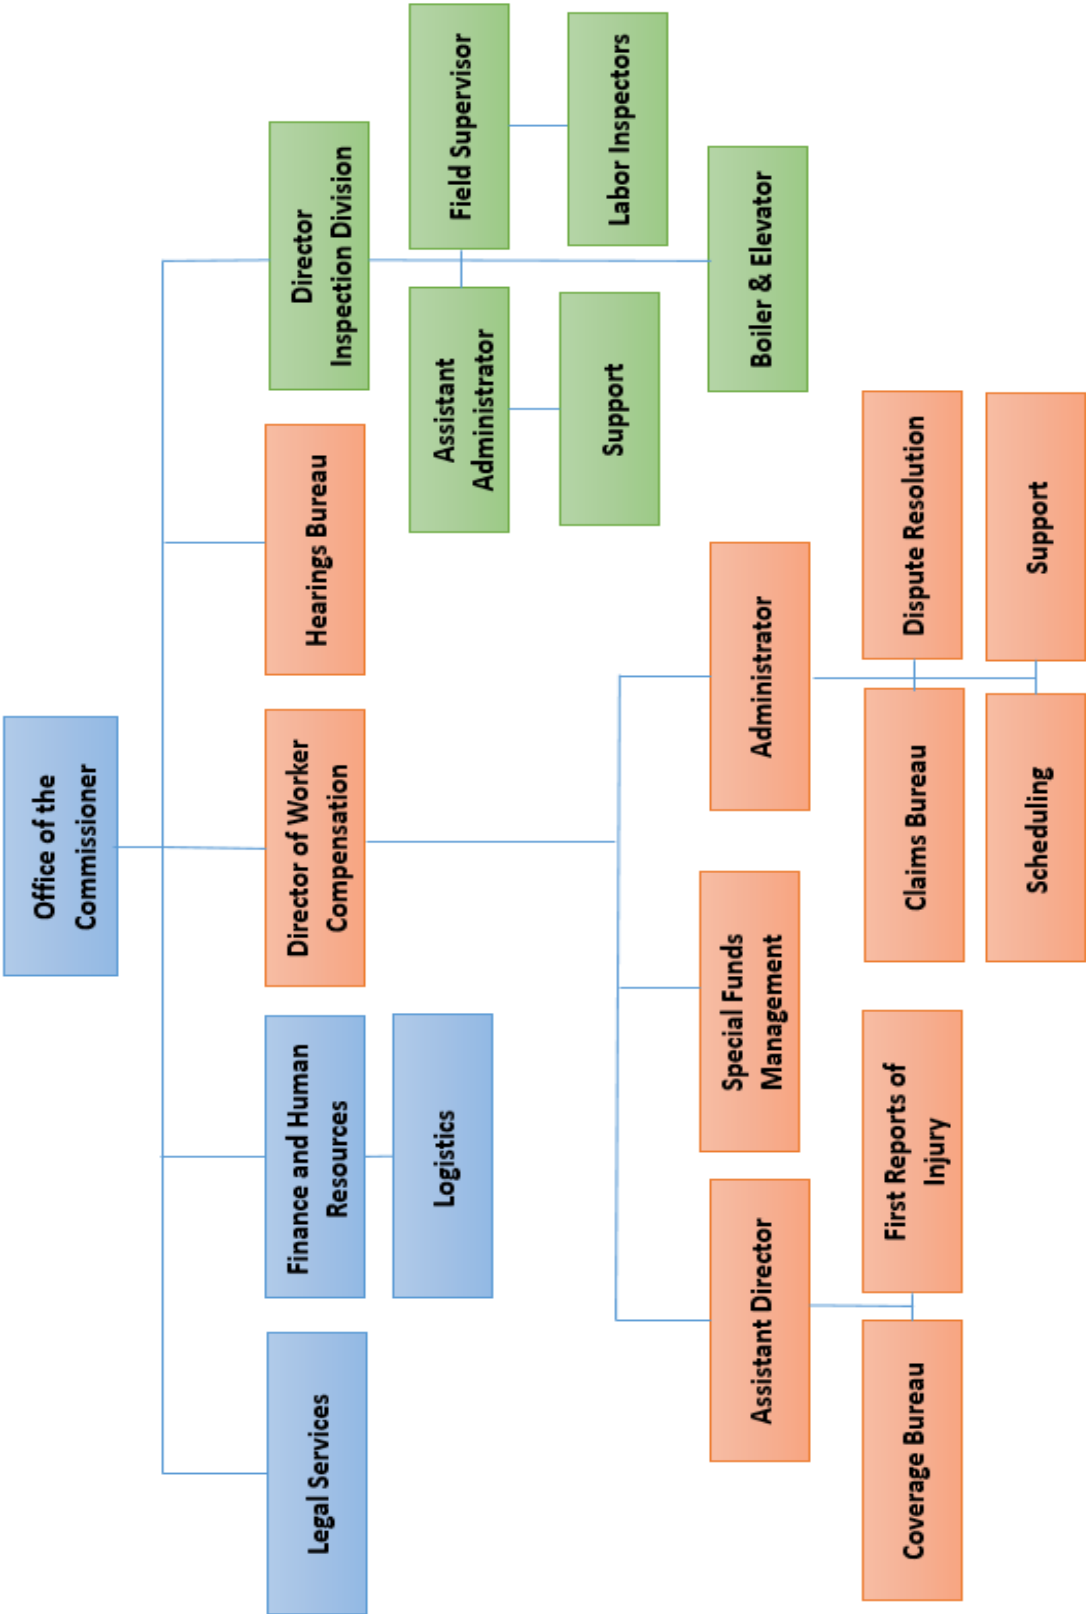 Office of the
Commissioner
Legal Services
Finance and Human
Resources
Director of Worker
Compensation
Hearings Bureau
Director
Inspection Division
Logistics
Assistant
Administrator
Field Supervisor
Support
Labor Inspectors
Boiler & Elevator
Assistant Director
Special Funds
Management
Administrator
Coverage Bureau
First Reports of
Injury
Claims Bureau
Dispute Resolution
Scheduling
Support